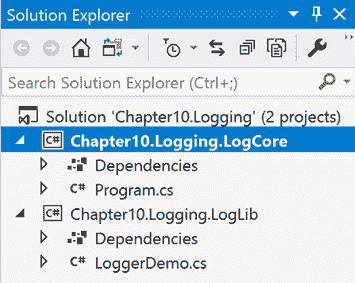 Solution Explorer
Search Solution Explorer (Ctrl+;)
Solution 'Chapter10.Logging' (2 projects)
C# Chapter10.Logging.LogCore
Dependencies
C# Program.cs
C# Chapter10.Logging.LogLib
Dependencies
C# LoggerDemo.cs